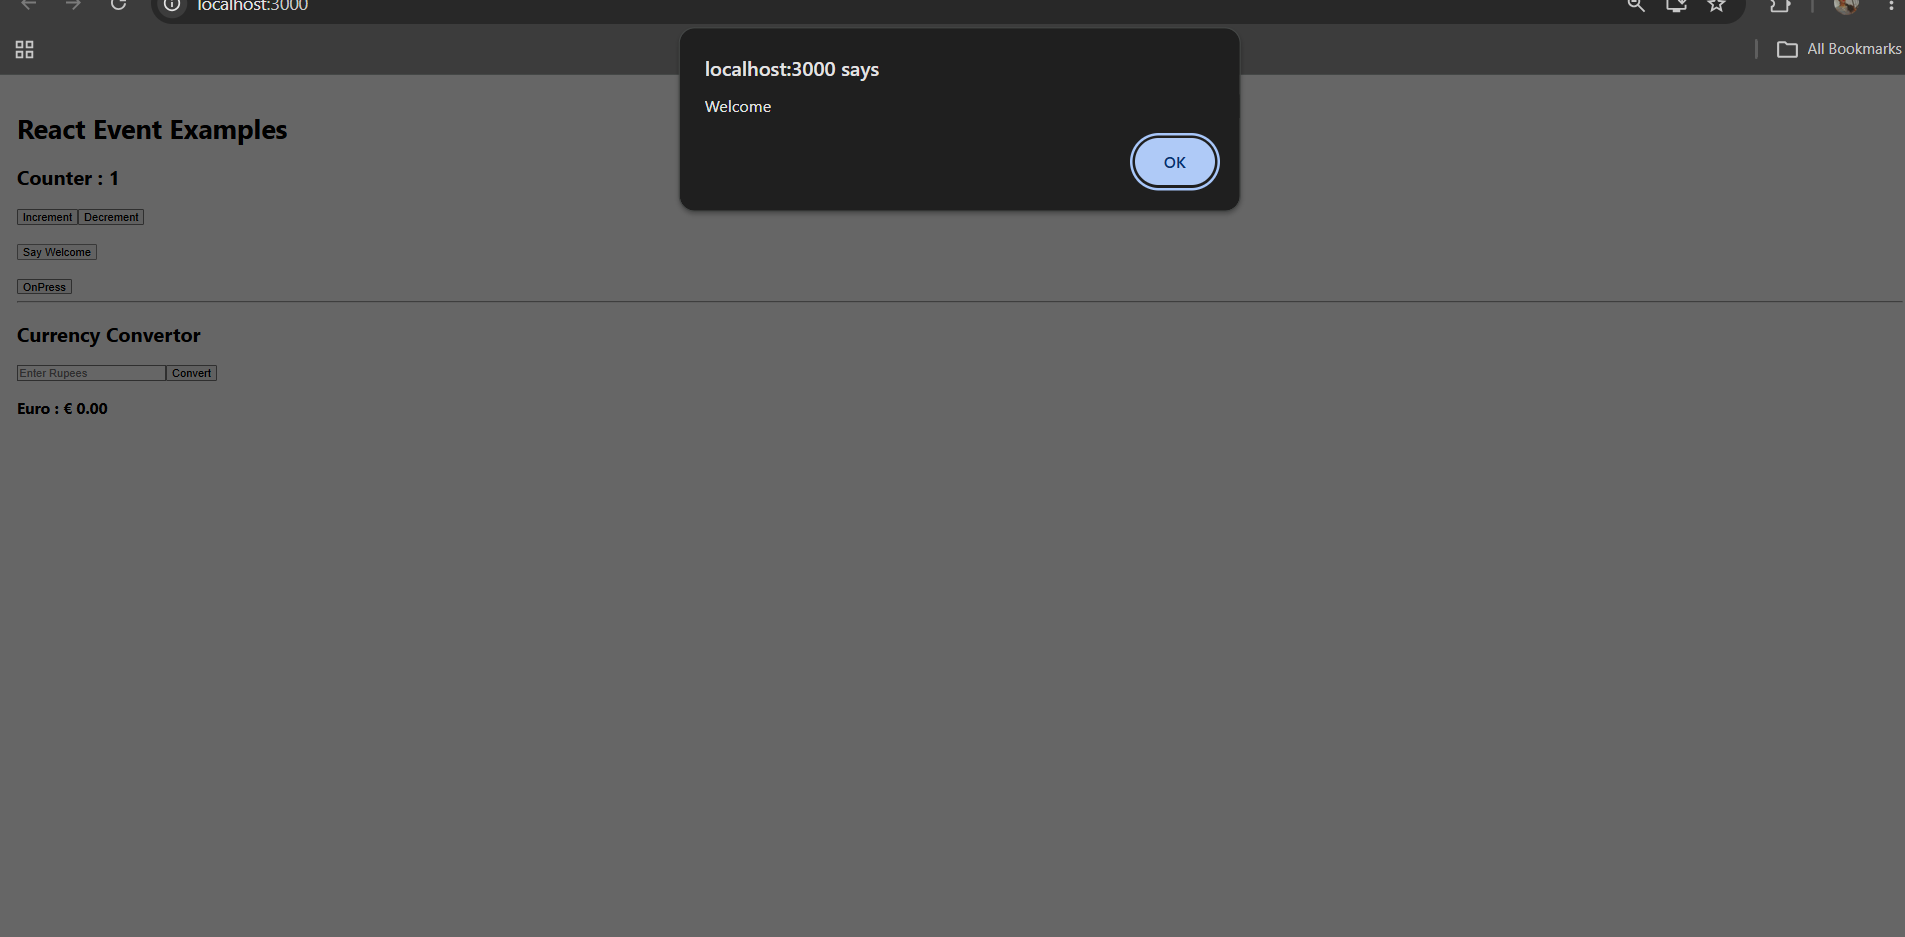 localhost:3000
All Bookmarks
localhost:3000 says
Welcome
OK
React Event Examples
Counter : 1
Increment Decrement
Say Welcome
OnPress
Currency Convertor
Enter Rupees Convert
Euro : € 0.00